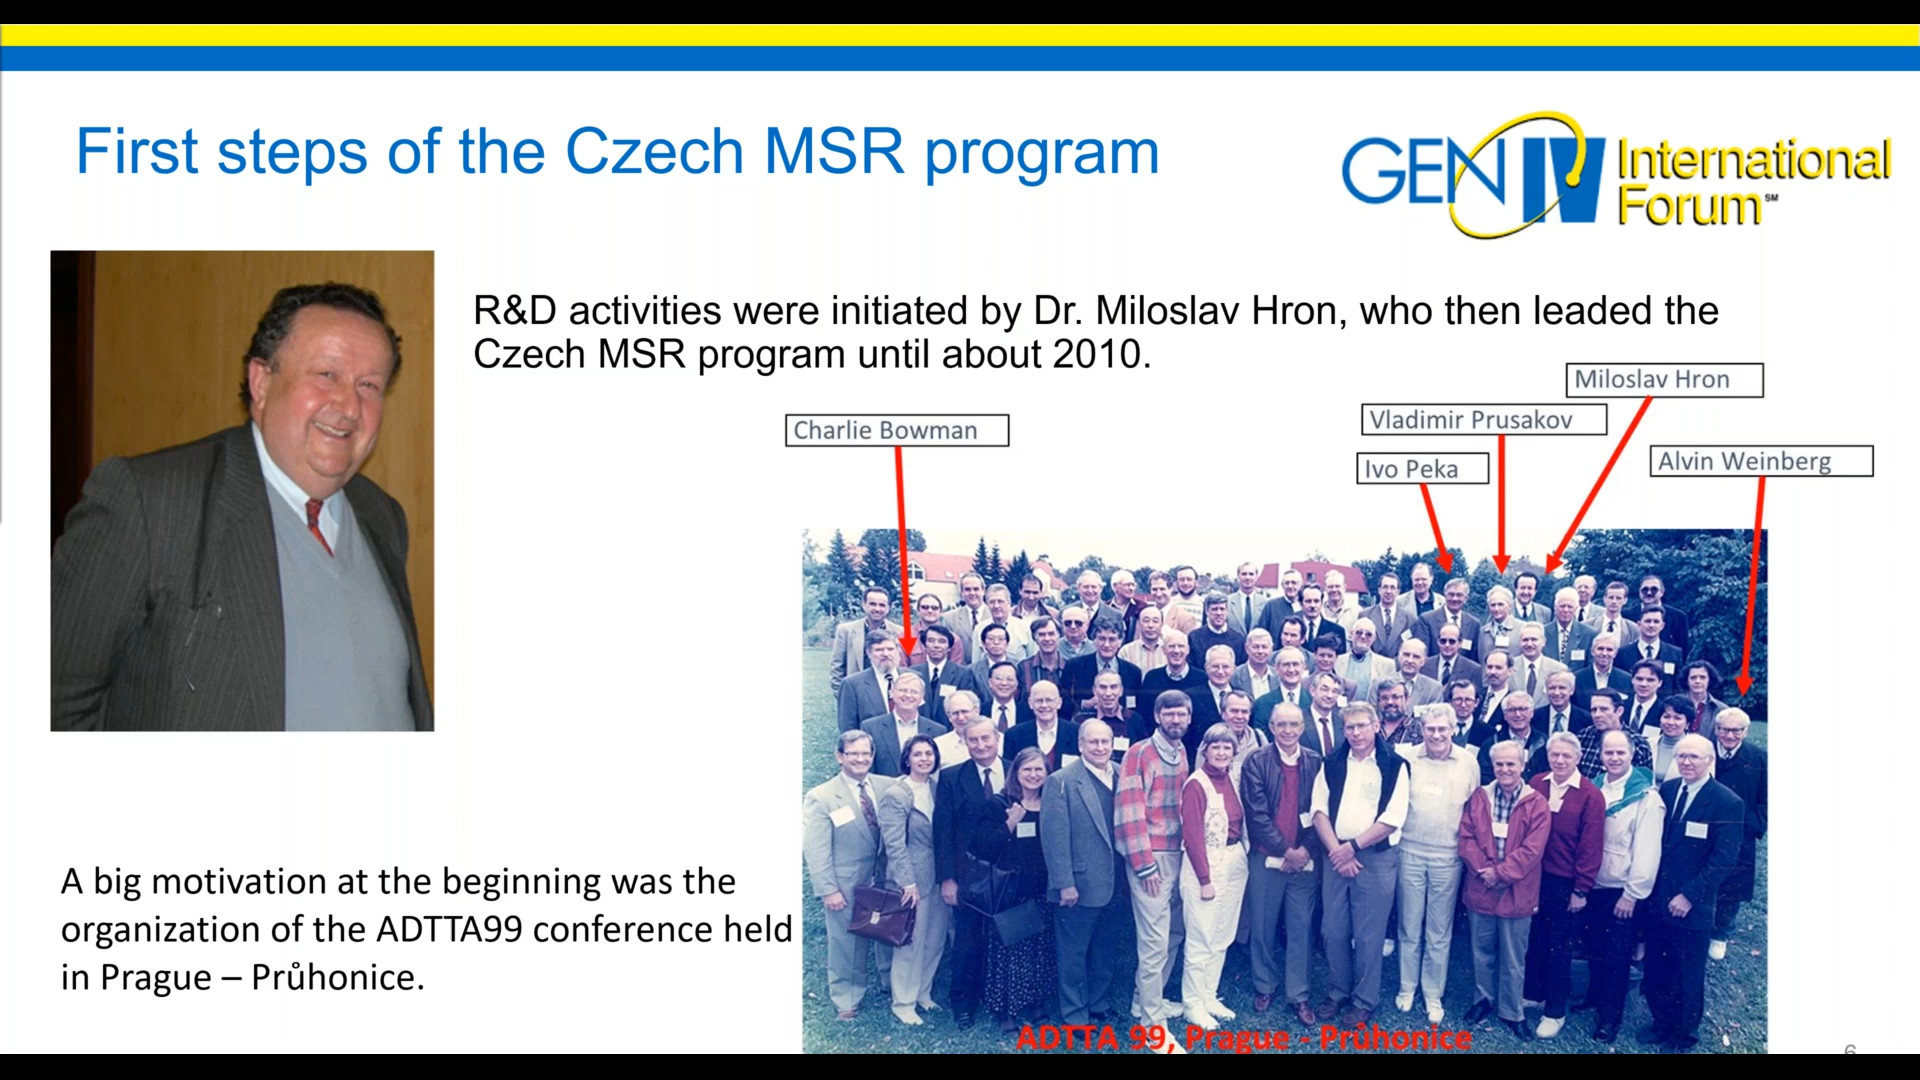 First steps of the Czech MSR program
GEN IV International
Forum SM
R&D activities were initiated by Dr. Miloslav Hron, who then leaded the
Czech MSR program until about 2010.
Miloslav Hron
Vladimir Prusakov
Charlie Bowman
Ivo Peka
Alvin Weinberg
A big motivation at the beginning was the
organization of the ADTTA99 conference held
in Prague – Průhonice.
ADTTA 99, Prague - Průhonice
6